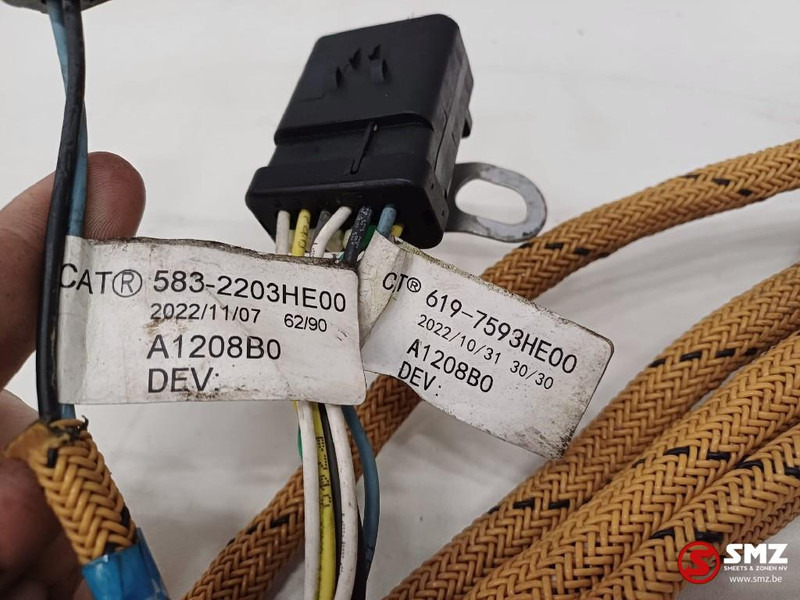 CAT® 583-2203HE00
2022/11/07 62/90
A1208B0
DEV:
CT® 619-7593HE00
2022/10/31 30/30
A1208B0
DEV:
SMZ
SMEETS & ZONEN NV
www.smz.be